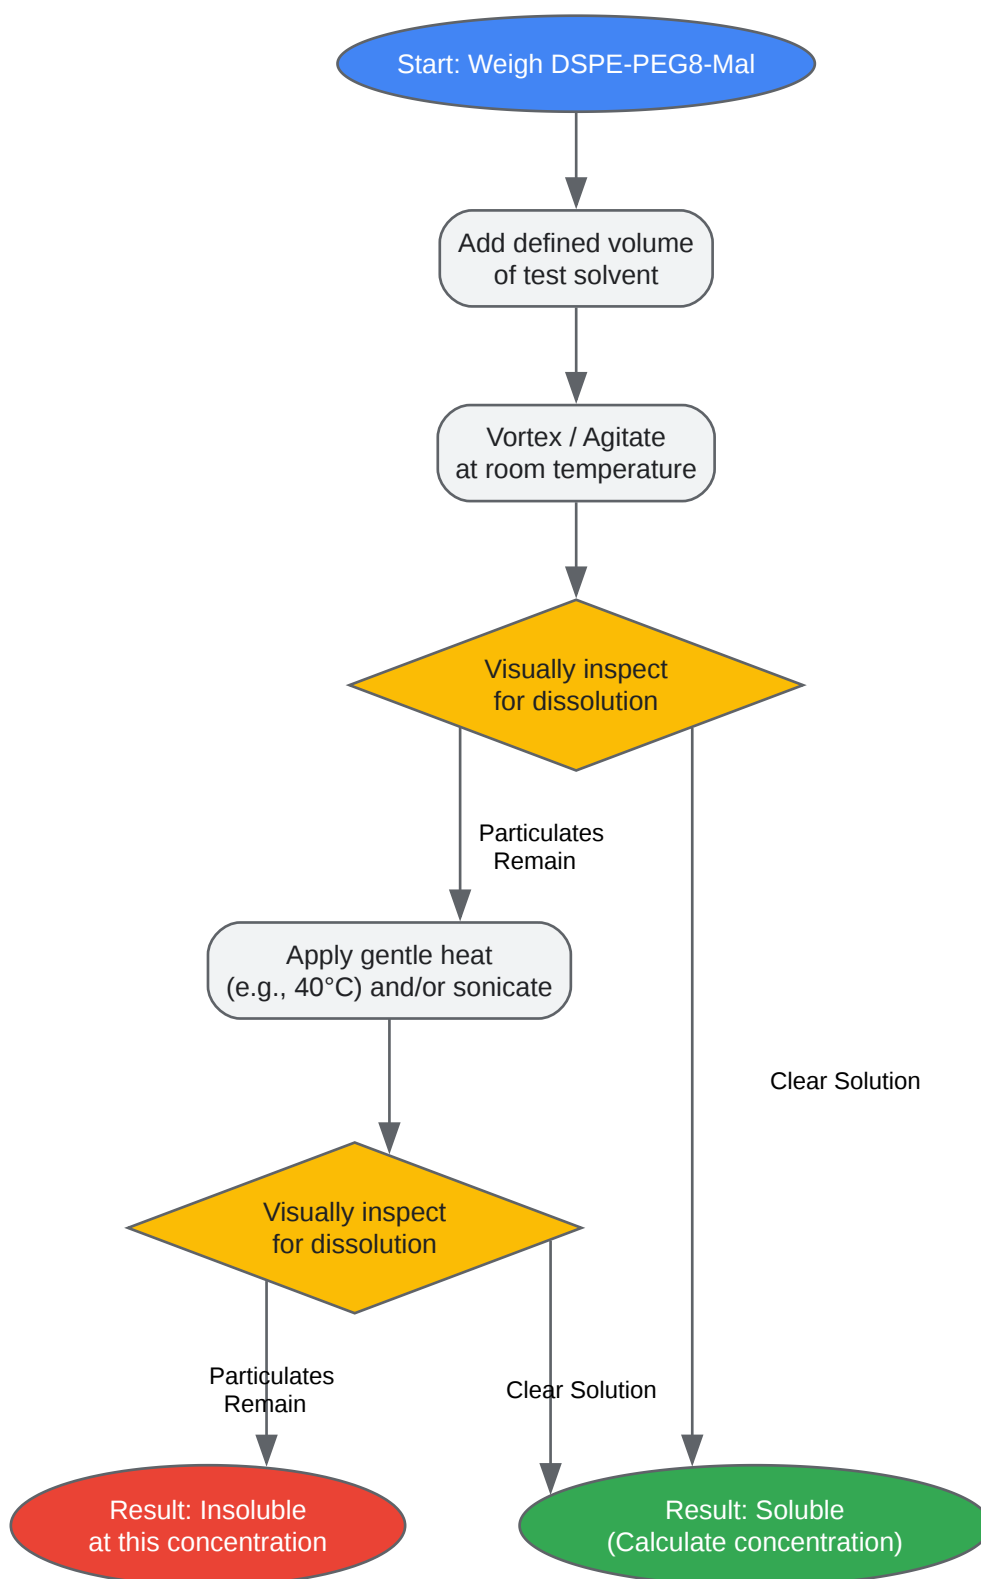 Start: Weigh DSPE-PEG8-Mal
Add defined volume
of test solvent
Vortex / Agitate
at room temperature
Visually inspect
for dissolution
Particulates
Remain
Apply gentle heat
(e.g., 40°C) and/or sonicate
Clear Solution
Visually inspect
for dissolution
Particulates
Remain
Clear Solution
Result: Insoluble
at this concentration
Result: Soluble
(Calculate concentration)